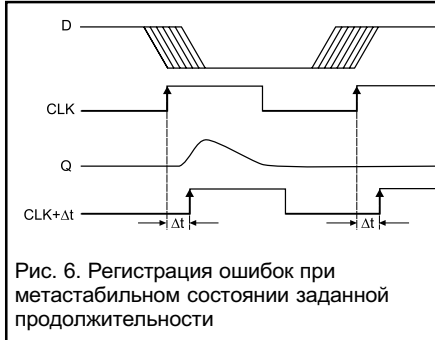 D
CLK
Q
CLK+Δt
Δt
Δt
Рис. 6. Регистрация ошибок при
метастабильном состоянии заданной
продолжительности